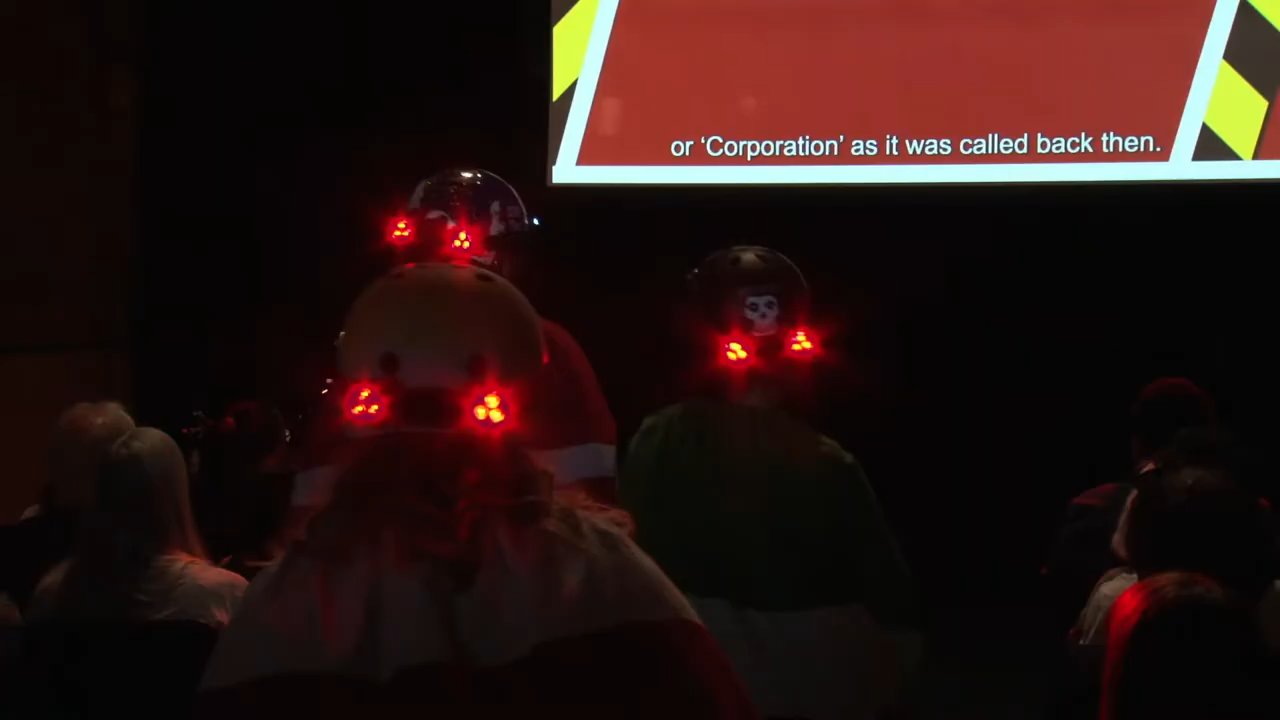 or ‘Corporation’ as it was called back then.